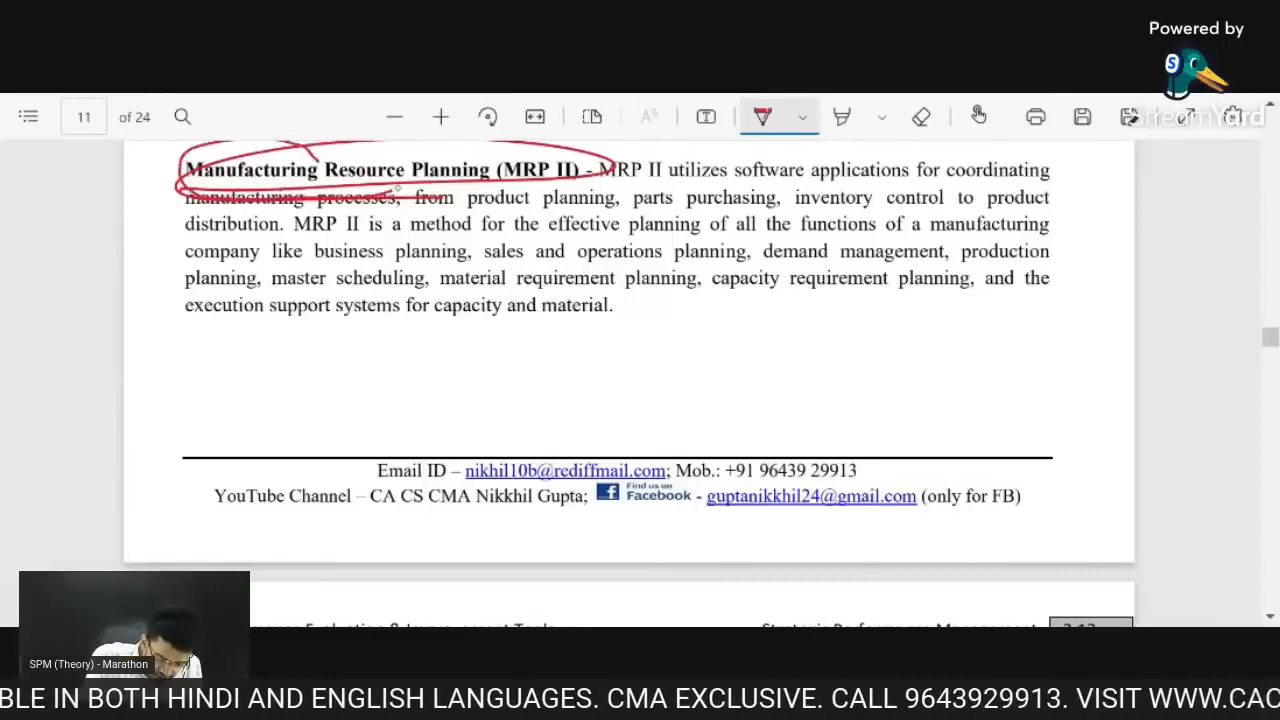 Powered by
S
StreamYard
11 of 24
Manufacturing Resource Planning (MRP II) - MRP II utilizes software applications for coordinating
manufacturing processes, from product planning, parts purchasing, inventory control to product
distribution. MRP II is a method for the effective planning of all the functions of a manufacturing
company like business planning, sales and operations planning, demand management, production
planning, master scheduling, material requirement planning, capacity requirement planning, and the
execution support systems for capacity and material.
Email ID – nikhil10b@rediffmail.com; Mob.: +91 96439 29913
YouTube Channel – CA CS CMA Nikkhil Gupta; Find us on Facebook - guptanikkhil24@gmail.com (only for FB)
SPM (Theory) - Marathon
BLE IN BOTH HINDI AND ENGLISH LANGUAGES. CMA EXCLUSIVE. CALL 9643929913. VISIT WWW.CAC